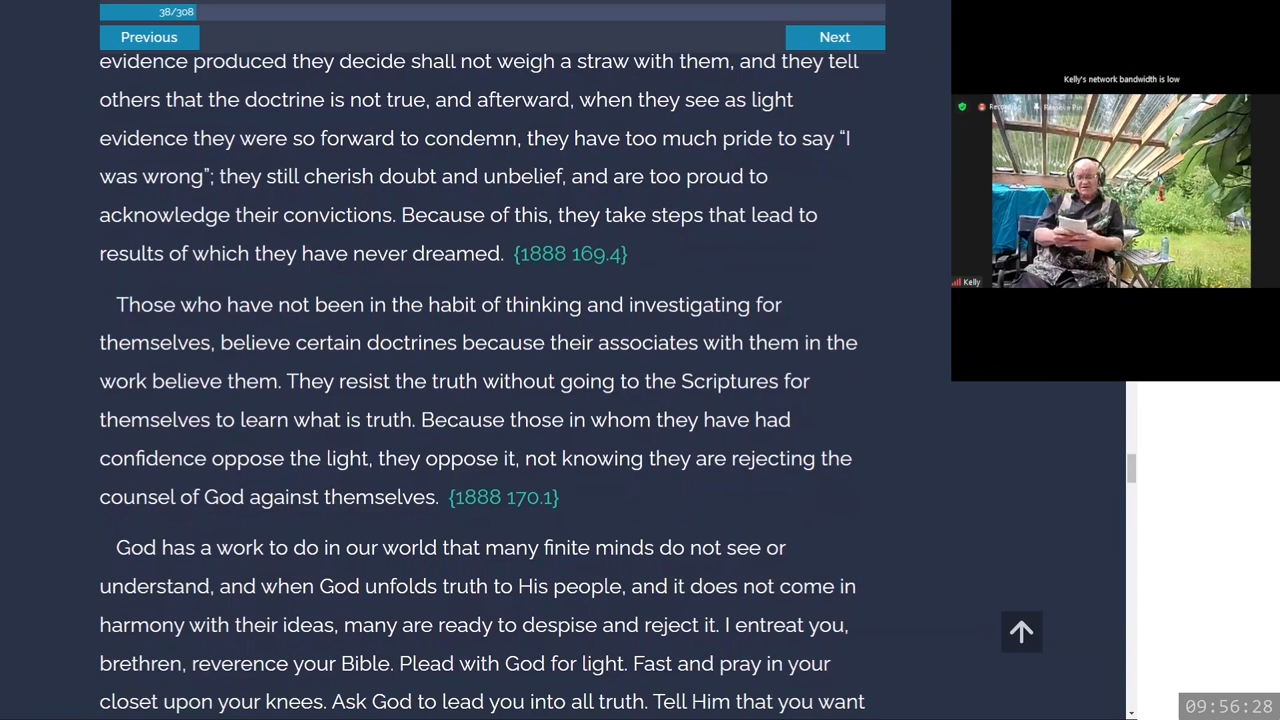 38/308
Previous
Next
Kelly's network bandwidth is low
evidence produced they decide shall not weigh a straw with them, and they tell
others that the doctrine is not true, and afterward, when they see as light
evidence they were so forward to condemn, they have too much pride to say “I
was wrong”; they still cherish doubt and unbelief, and are too proud to
acknowledge their convictions. Because of this, they take steps that lead to
results of which they have never dreamed. {1888 169.4}
Those who have not been in the habit of thinking and investigating for
themselves, believe certain doctrines because their associates with them in the
work believe them. They resist the truth without going to the Scriptures for
themselves to learn what is truth. Because those in whom they have had
confidence oppose the light, they oppose it, not knowing they are rejecting the
counsel of God against themselves. {1888 170.1}
God has a work to do in our world that many finite minds do not see or
understand, and when God unfolds truth to His people, and it does not come in
harmony with their ideas, many are ready to despise and reject it. I entreat you,
brethren, reverence your Bible. Plead with God for light. Fast and pray in your
closet upon your knees. Ask God to lead you into all truth. Tell Him that you want
Remove Pin
Kelly
09:56:28